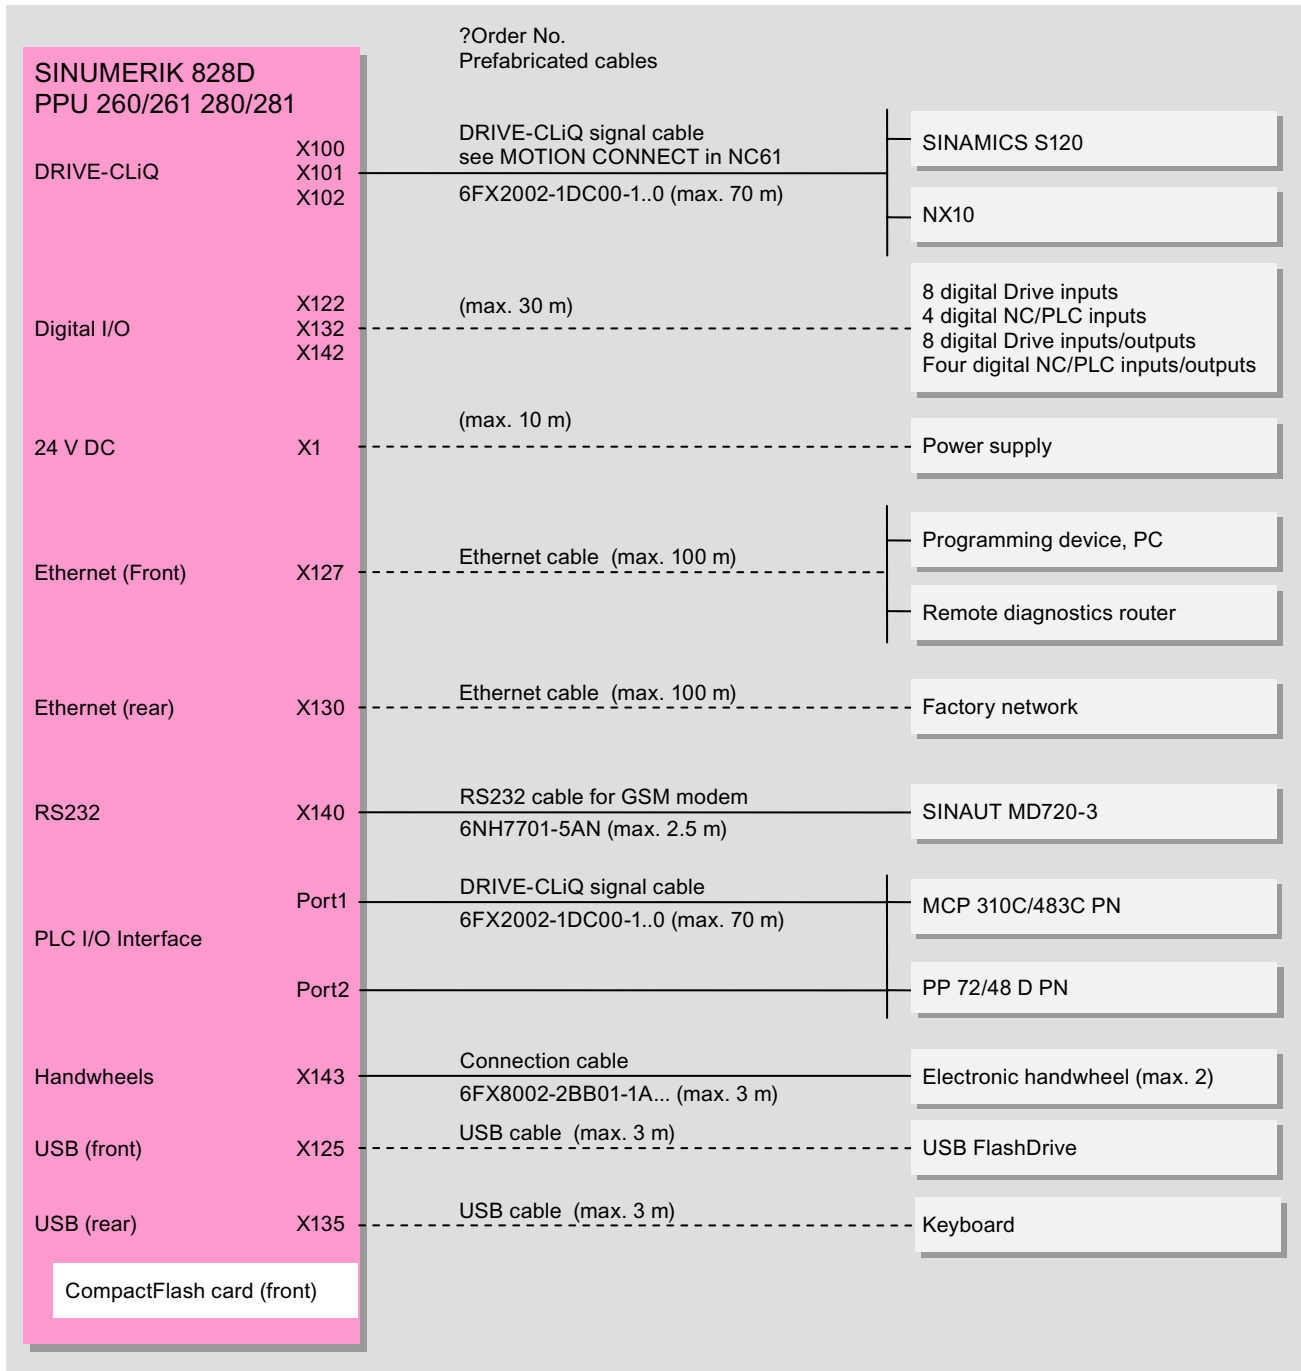 ?Order No.
Prefabricated cables
SINUMERIK 828D
PPU 260/261 280/281
DRIVE-CLiQ
X100
X101
X102
DRIVE-CLiQ signal cable
see MOTION CONNECT in NC61
6FX2002-1DC00-1..0 (max. 70 m)
SINAMICS S120
NX10
Digital I/O
X122
X132
X142
(max. 30 m)
8 digital Drive inputs
4 digital NC/PLC inputs
8 digital Drive inputs/outputs
Four digital NC/PLC inputs/outputs
24 V DC
X1
(max. 10 m)
Power supply
Ethernet (Front)
X127
Ethernet cable (max. 100 m)
Programming device, PC
Remote diagnostics router
Ethernet (rear)
X130
Ethernet cable (max. 100 m)
Factory network
RS232
X140
RS232 cable for GSM modem
6NH7701-5AN (max. 2.5 m)
SINAUT MD720-3
PLC I/O Interface
Port1
Port2
DRIVE-CLiQ signal cable
6FX2002-1DC00-1..0 (max. 70 m)
MCP 310C/483C PN
PP 72/48 D PN
Handwheels
X143
Connection cable
6FX8002-2BB01-1A... (max. 3 m)
Electronic handwheel (max. 2)
USB (front)
X125
USB cable (max. 3 m)
USB FlashDrive
USB (rear)
X135
USB cable (max. 3 m)
Keyboard
CompactFlash card (front)